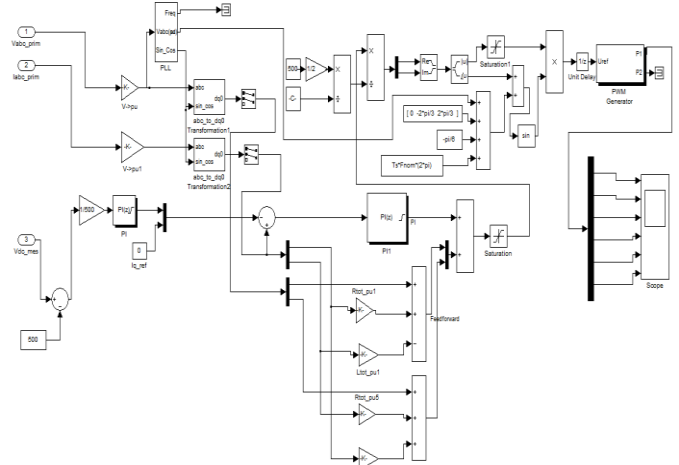 Freq
1
Vabc_prim
2
Iabc_prim
Sin_Cos
PLL
-K-
V->pu
abc
dq0
sin_cos
abc_to_dq0
Transformation1
-K-
V->pu1
abc
dq0
sin_cos
abc_to_dq0
Transformation2
500
1/2
X
÷
-C-
X
÷
Re
Im
|u|
Saturation1
[ 0 -2*pi/3 2*pi/3 ]
-pi/6
Ts*Fnom*(2*pi)
sin
X
1/z
Unit Delay
Uref
P1
P2
PWM
Generator
1/500
PI(z)
PI
0
Iq_ref
3
Vdc_mes
500
PI(z)
PI
PI1
Saturation
Scope
Rtot_pu1
-K-
Feedforward
-K-
Ltot_pu1
Rtot_pu5
-K-
-K-